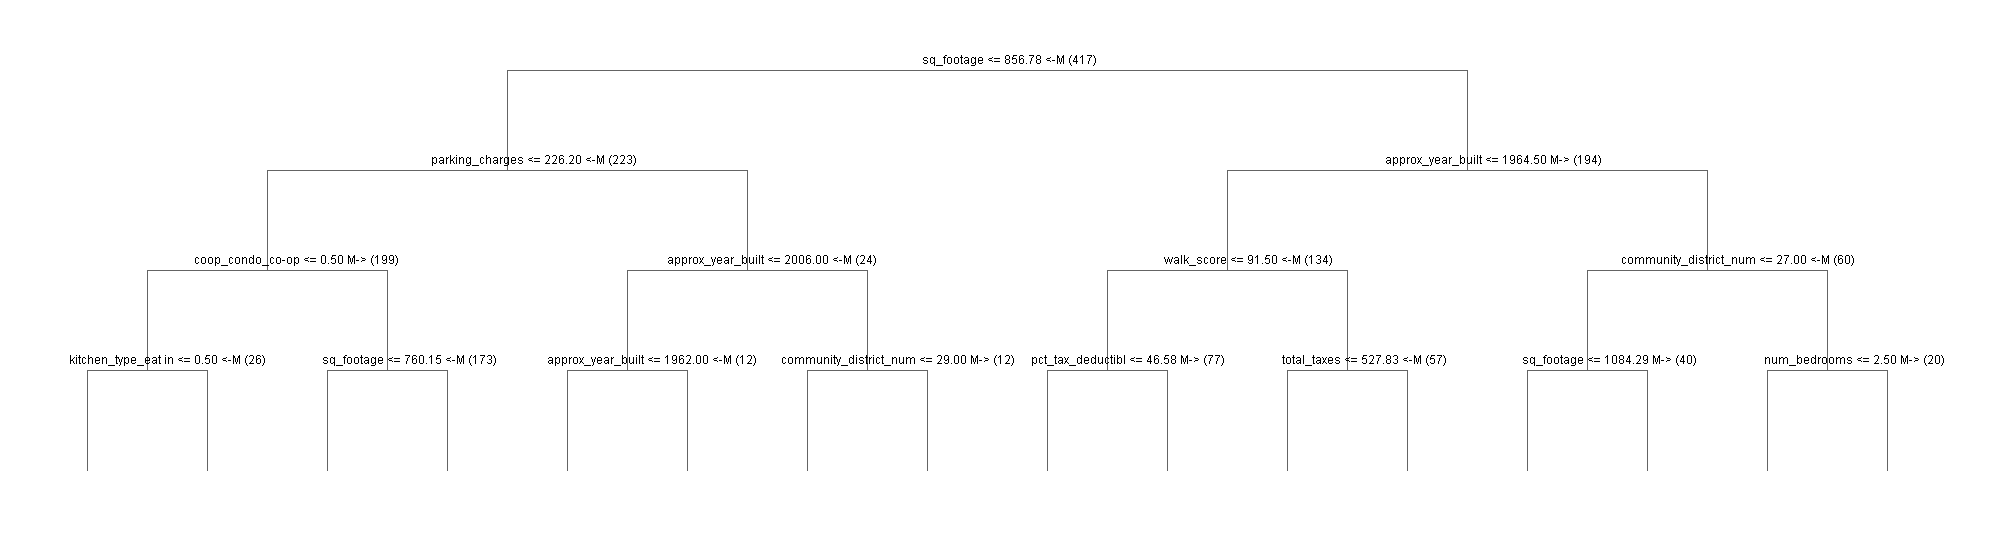 sq_footage <= 856.78 <-M (417)
parking_charges <= 226.20 <-M (223)
approx_year_built <= 1964.50 M-> (194)
coop_condo_co-op <= 0.50 M-> (199)
approx_year_built <= 2006.00 <-M (24)
walk_score <= 91.50 <-M (134)
community_district_num <= 27.00 <-M (60)
kitchen_type_eat in <= 0.50 <-M (26)
sq_footage <= 760.15 <-M (173)
approx_year_built <= 1962.00 <-M (12)
community_district_num <= 29.00 M-> (12)
pct_tax_deductibl <= 46.58 M-> (77)
total_taxes <= 527.83 <-M (57)
sq_footage <= 1084.29 M-> (40)
num_bedrooms <= 2.50 M-> (20)